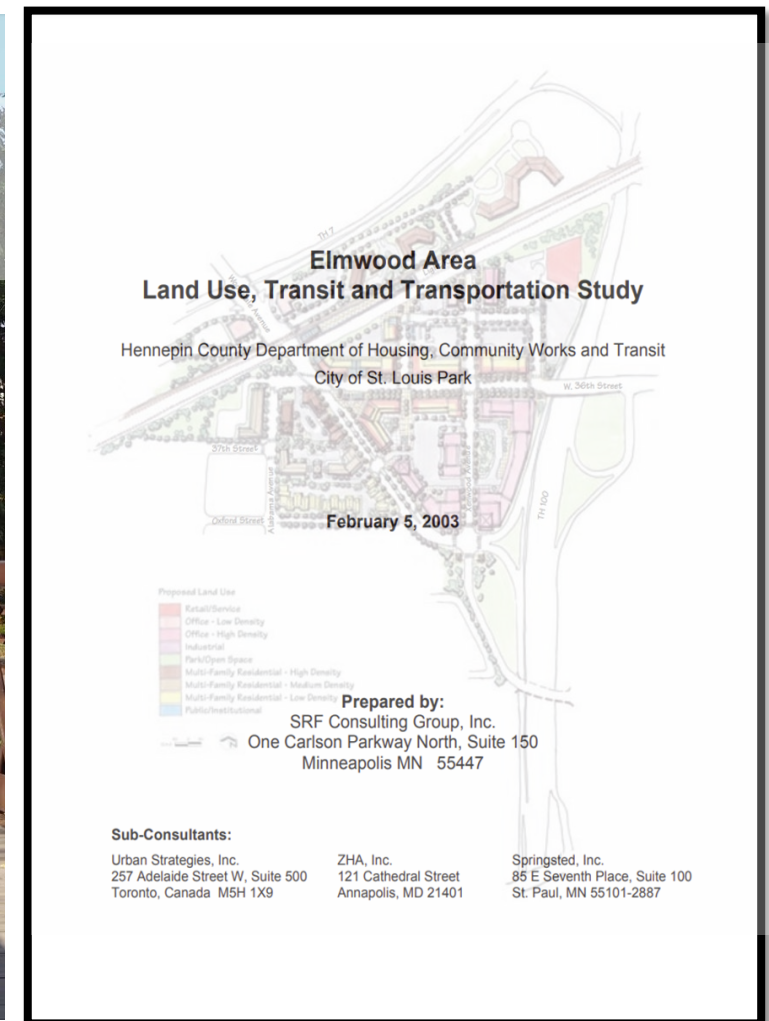 TH 7
Elmwood Area
Land Use, Transit and Transportation Study
Hennepin County Department of Housing, Community Works and Transit
City of St. Louis Park
W. 36th Street
37th Street
Alabama Avenue
Oxford Street
TH 100
February 5, 2003
Proposed Land Use
Retail/Service
Office - Low Density
Office - High Density
Industrial
Park/Open Space
Multi-Family Residential - High Density
Multi-Family Residential - Medium Density
Multi-Family Residential - Low Density
Public/Institutional
Prepared by:
SRF Consulting Group, Inc.
One Carlson Parkway North, Suite 150
Minneapolis MN 55447
Sub-Consultants:
Urban Strategies, Inc.
257 Adelaide Street W, Suite 500
Toronto, Canada M5H 1X9
ZHA, Inc.
121 Cathedral Street
Annapolis, MD 21401
Springsted, Inc.
85 E Seventh Place, Suite 100
St. Paul, MN 55101-2887